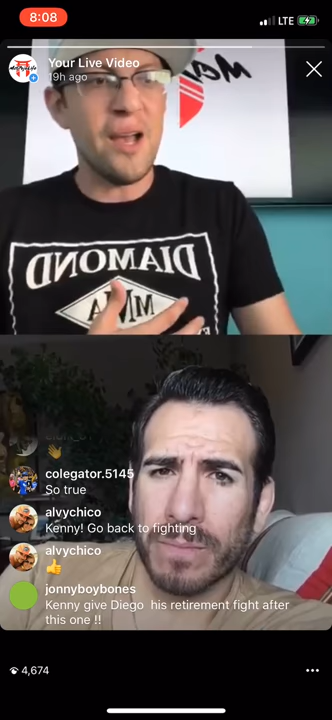 8:08
LTE
Your Live Video
19h ago
DIAMOND
MMA
colegator.5145
So true
alvychico
Kenny! Go back to fighting
alvychico
👍
jonnyboybones
Kenny give Diego his retirement fight after
this one !!
4,674